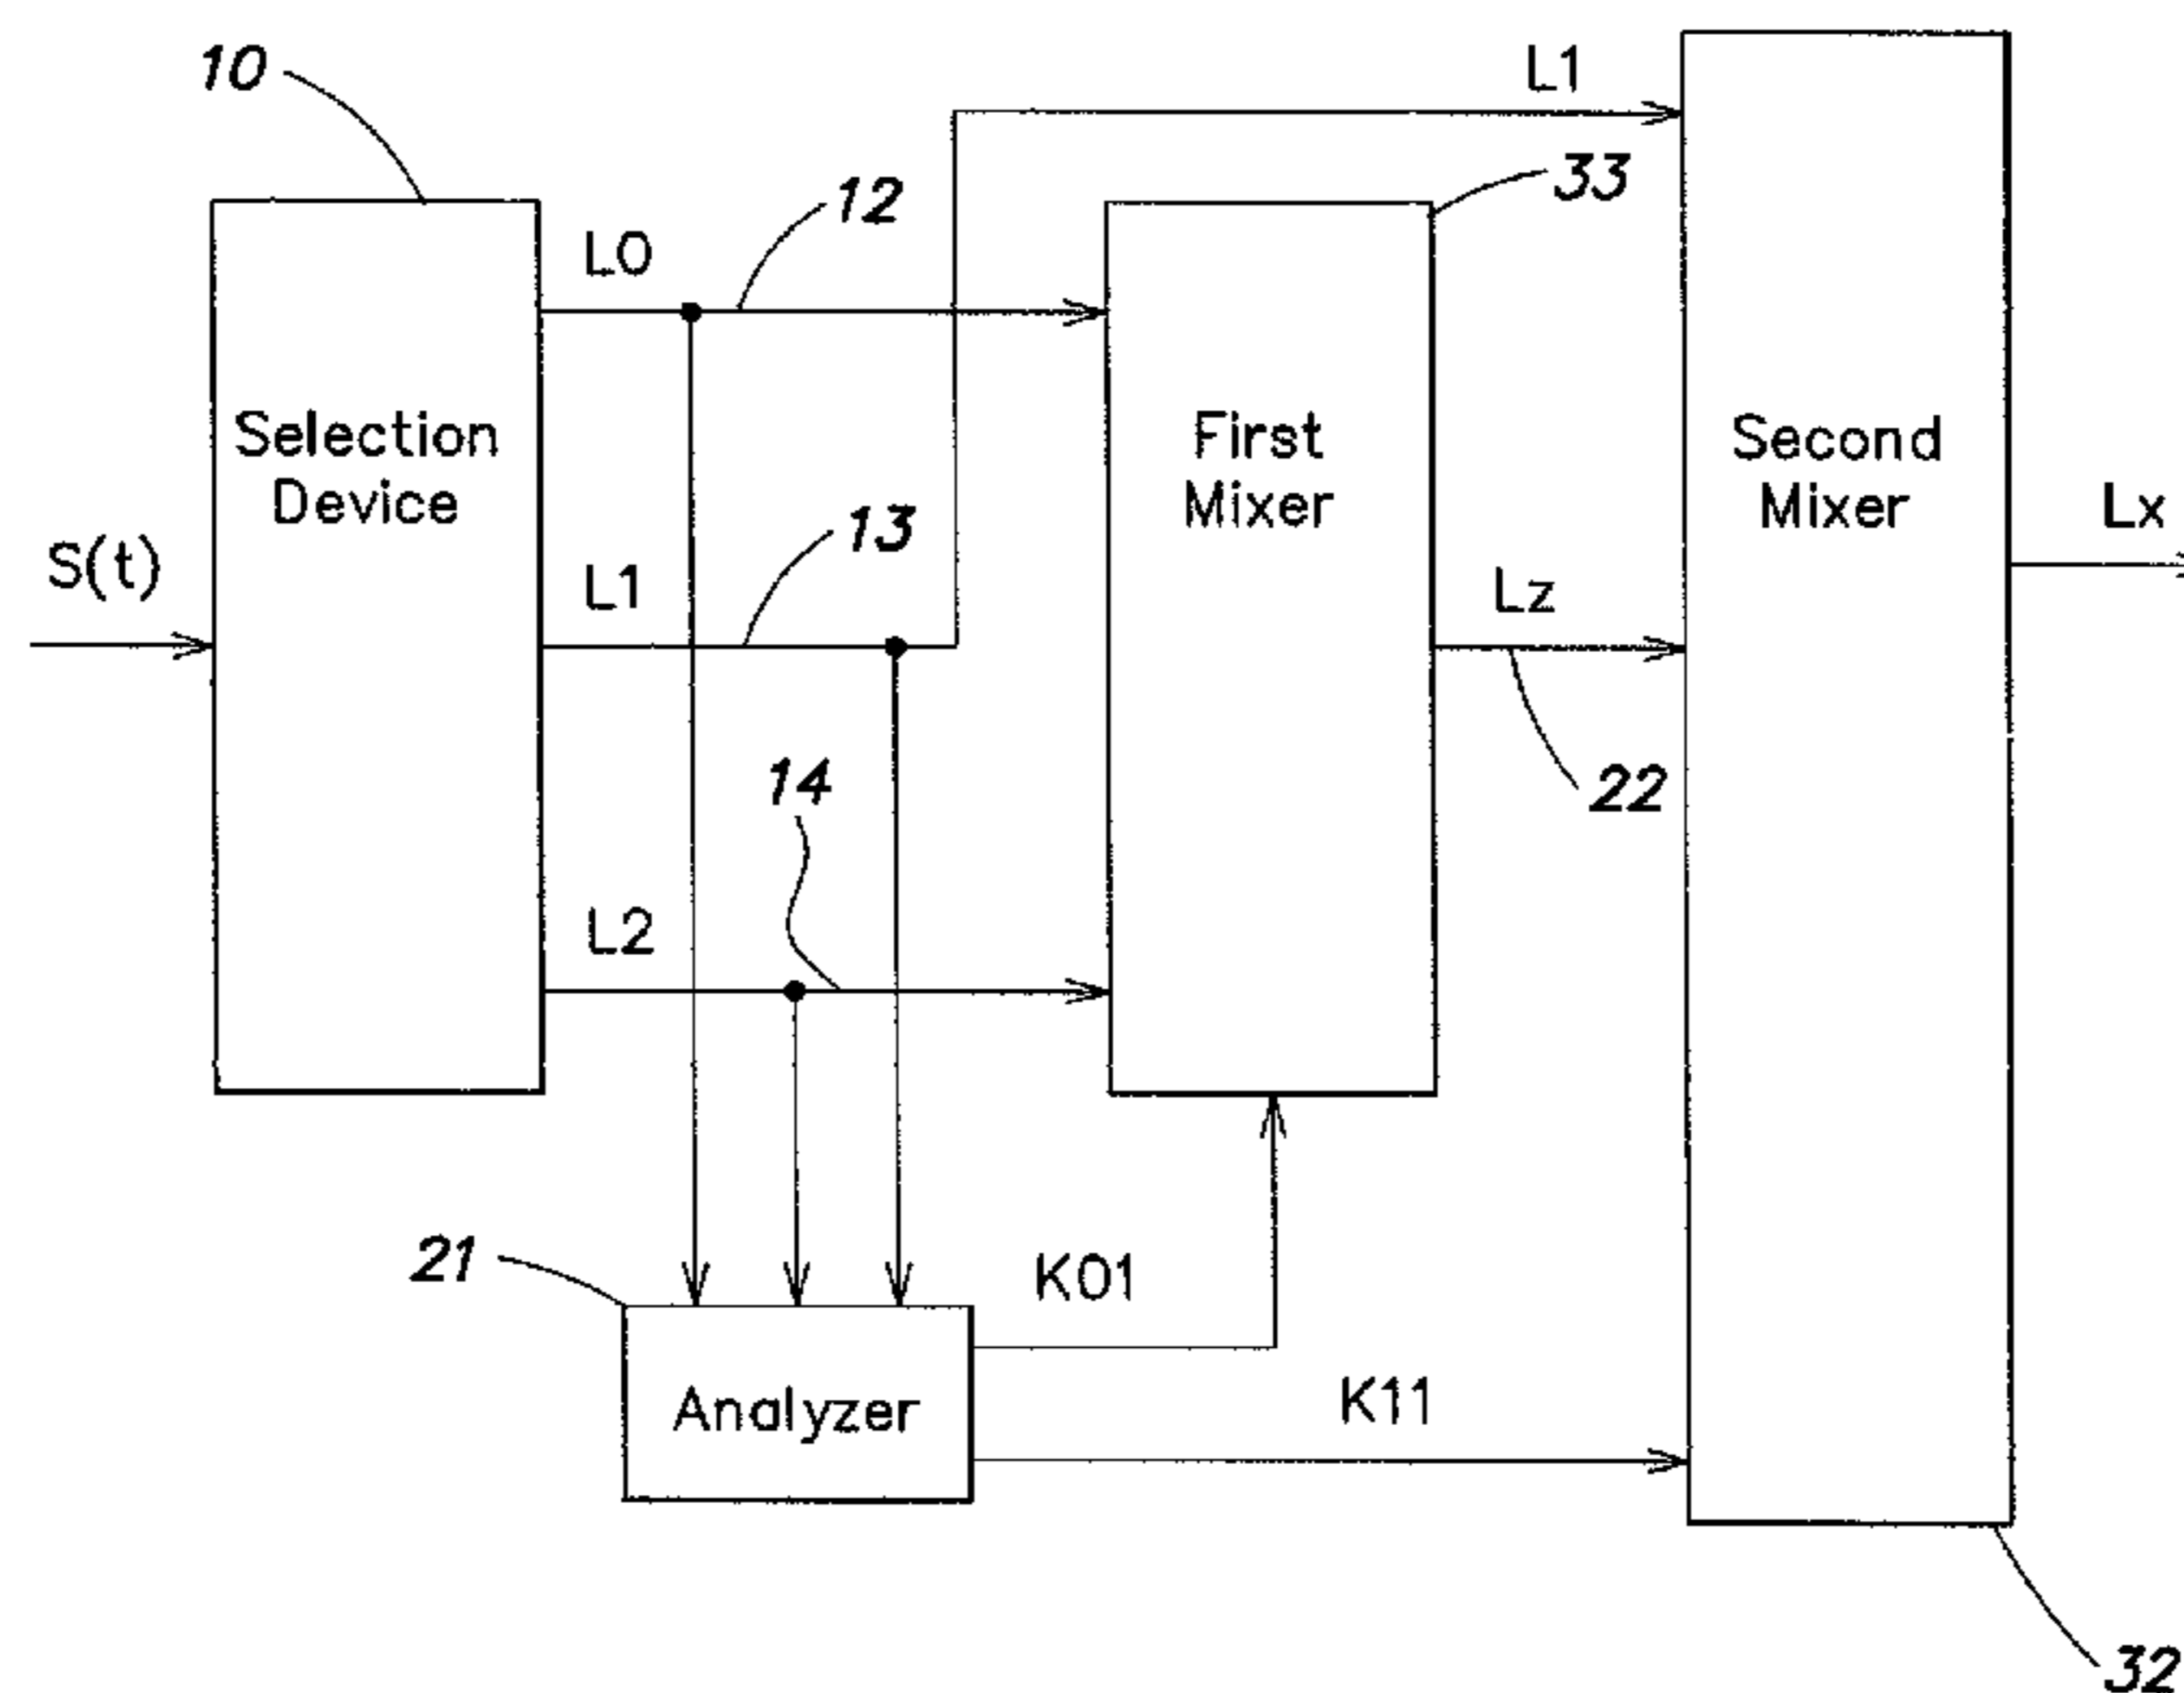 10
L1
12
33
L0
Selection
Device
First
Mixer
Second
Mixer
S(t)
L1
13
Lz
Lx
14
22
L2
21
K01
Analyzer
K11
32